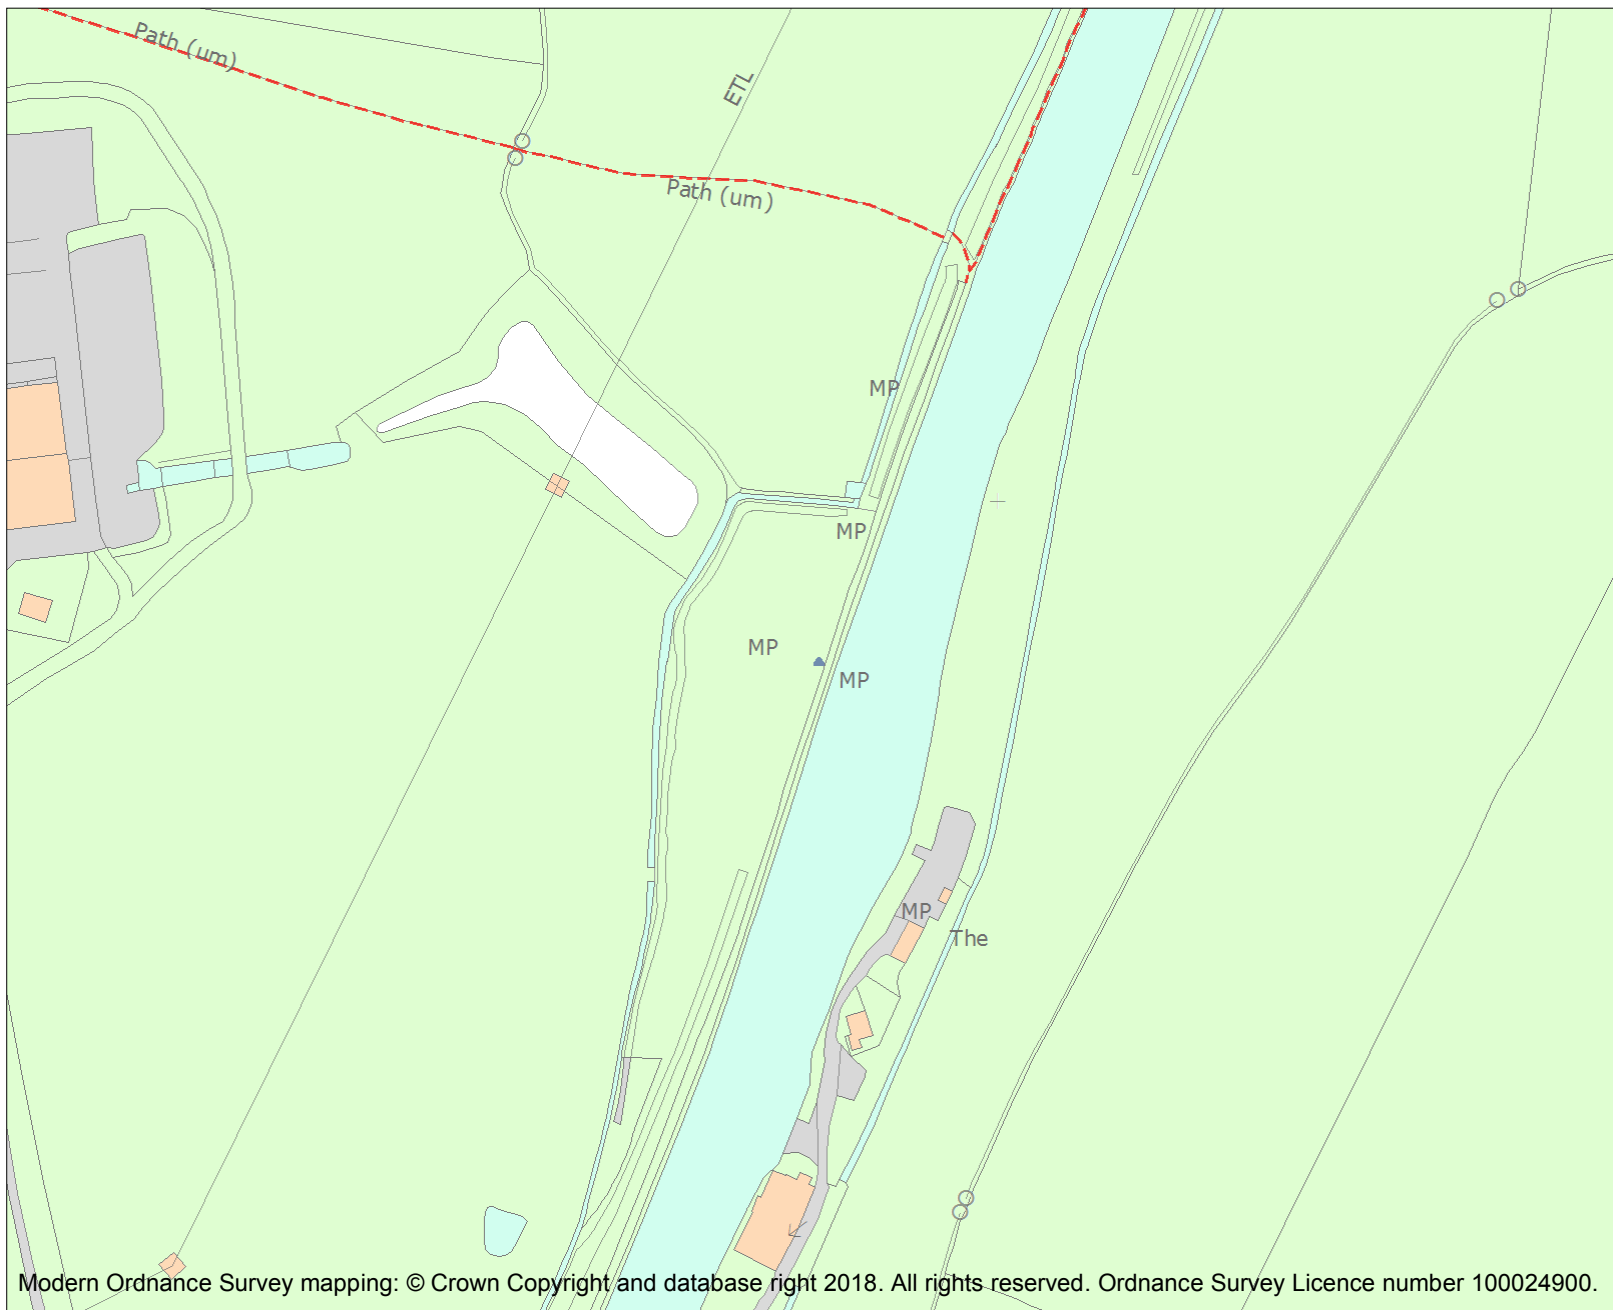 Path (um)
ETL
Path (um)
MP
MP
MP
MP
MP
The
Modern Ordnance Survey mapping: © Crown Copyright and database right 2018. All rights reserved. Ordnance Survey Licence number 100024900.